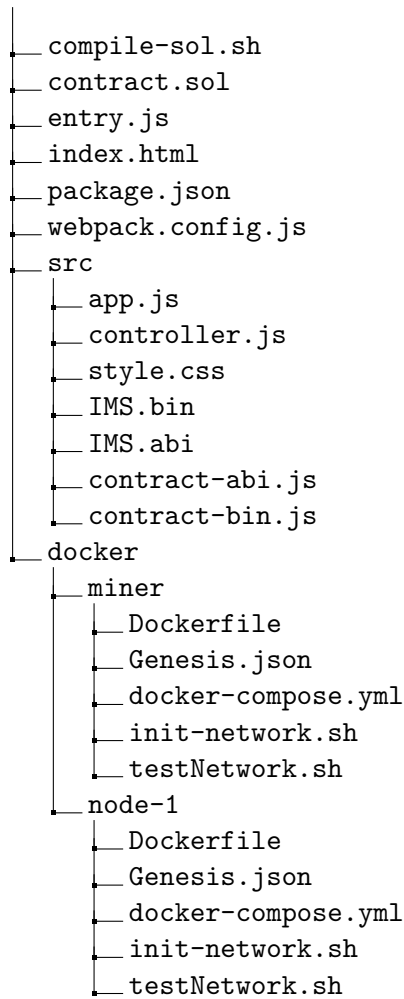 compile-sol.sh
contract.sol
entry.js
index.html
package.json
webpack.config.js
src
app.js
controller.js
style.css
IMS.bin
IMS.abi
contract-abi.js
contract-bin.js
docker
miner
Dockerfile
Genesis.json
docker-compose.yml
init-network.sh
testNetwork.sh
node-1
Dockerfile
Genesis.json
docker-compose.yml
init-network.sh
testNetwork.sh